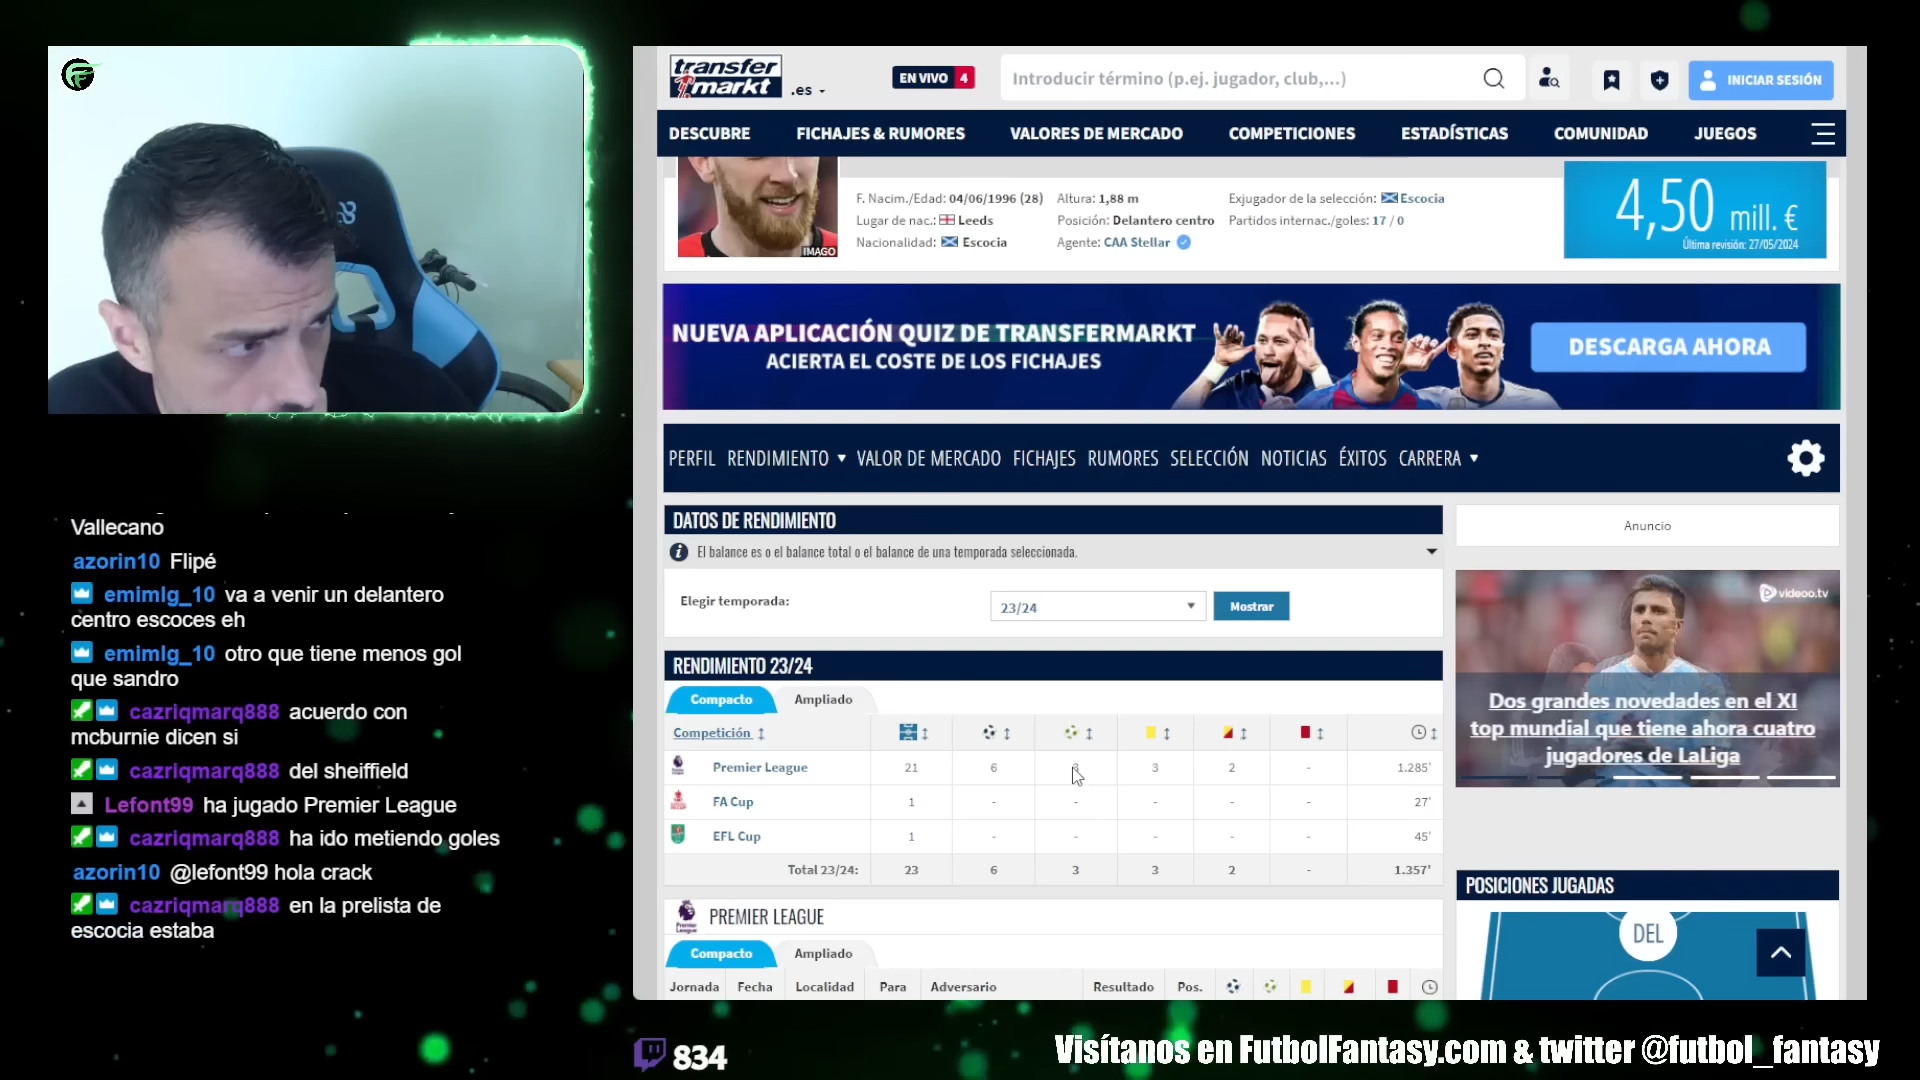 transfer
markt
.es
EN VIVO 4
Introducir término (p.ej. jugador, club,...)
INICIAR SESIÓN
DESCUBRE FICHAJES & RUMORES VALORES DE MERCADO COMPETICIONES ESTADÍSTICAS COMUNIDAD JUEGOS
IMAGO
F. Nacim./Edad: 04/06/1996 (28) Altura: 1,88 m Exjugador de la selección: Escocia
Lugar de nac.: Leeds Posición: Delantero centro Partidos internac./goles: 17 / 0
Nacionalidad: Escocia Agente: CAA Stellar
4,50 mill. €
Última revisión: 27/05/2024
NUEVA APLICACIÓN QUIZ DE TRANSFERMARKT
ACIERTA EL COSTE DE LOS FICHAJES
DESCARGA AHORA
PERFIL RENDIMIENTO VALOR DE MERCADO FICHAJES RUMORES SELECCIÓN NOTICIAS ÉXITOS CARRERA
DATOS DE RENDIMIENTO
El balance es o el balance total o el balance de una temporada seleccionada.
Elegir temporada: 23/24 Mostrar
RENDIMIENTO 23/24
Compacto Ampliado
Competición
Premier League 21 6 3 2 - 1.285'
FA Cup 1 - - - - - 27'
EFL Cup 1 - - - - - 45'
Total 23/24: 23 6 3 3 2 - 1.357'
Premier League
PREMIER LEAGUE
Compacto Ampliado
Jornada Fecha Localidad Para Adversario Resultado Pos.
Anuncio
videoo.tv
Dos grandes novedades en el XI
top mundial que tiene ahora cuatro
jugadores de LaLiga
POSICIONES JUGADAS
DEL
Vallecano
azorin10 Flipé
emimlg_10 va a venir un delantero
centro escoces eh
emimlg_10 otro que tiene menos gol
que sandro
cazriqmarq888 acuerdo con
mcburnie dicen si
cazriqmarq888 del sheiffield
Lefont99 ha jugado Premier League
cazriqmarq888 ha ido metiendo goles
azorin10 @lefont99 hola crack
cazriqmarq888 en la prelista de
escocia estaba
834
Visítanos en FutbolFantasy.com & twitter @futbol_fantasy